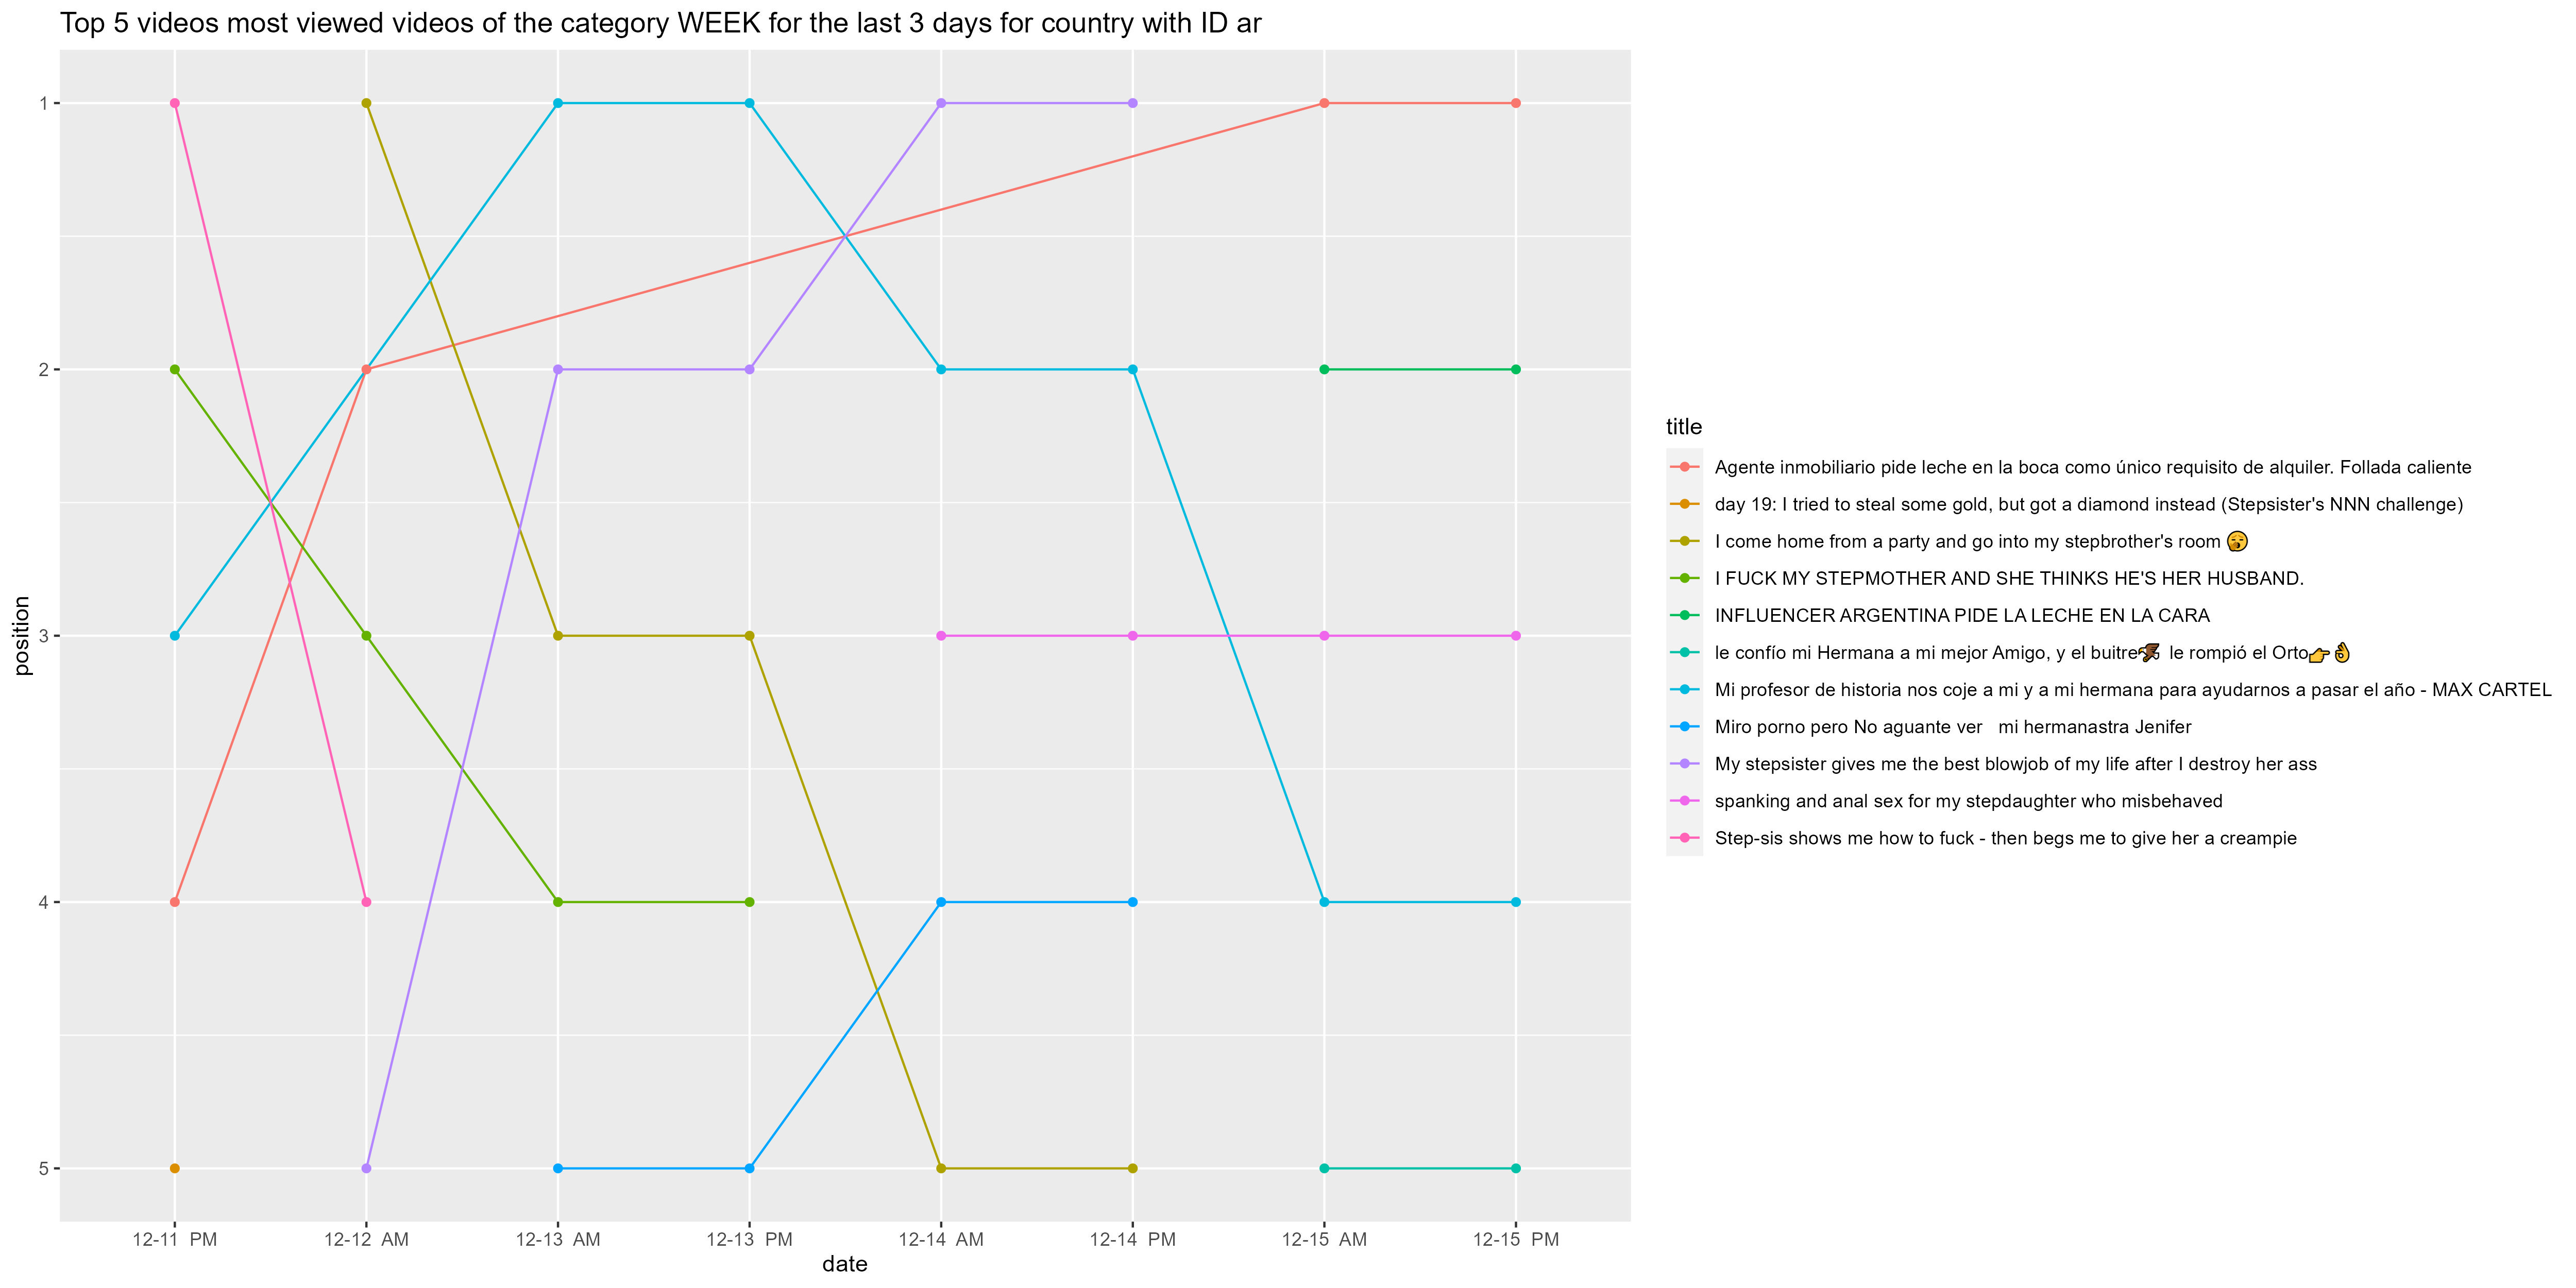 Top 5 videos most viewed videos of the category WEEK for the last 3 days for country with ID ar
position
1
2
3
4
5
12-11 PM
12-12 AM
12-13 AM
12-13 PM
12-14 AM
12-14 PM
12-15 AM
12-15 PM
date
title
Agente inmobiliario pide leche en la boca como único requisito de alquiler. Follada caliente
day 19: I tried to steal some gold, but got a diamond instead (Stepsister's NNN challenge)
I come home from a party and go into my stepbrother's room 🥱
I FUCK MY STEPMOTHER AND SHE THINKS HE'S HER HUSBAND.
INFLUENCER ARGENTINA PIDE LA LECHE EN LA CARA
le confío mi Hermana a mi mejor Amigo, y el buitre🦅 le rompió el Orto👉👌
Mi profesor de historia nos coje a mi y a mi hermana para ayudarnos a pasar el año - MAX CARTEL
Miro porno pero No aguante ver mi hermanastra Jenifer
My stepsister gives me the best blowjob of my life after I destroy her ass
spanking and anal sex for my stepdaughter who misbehaved
Step-sis shows me how to fuck - then begs me to give her a creampie